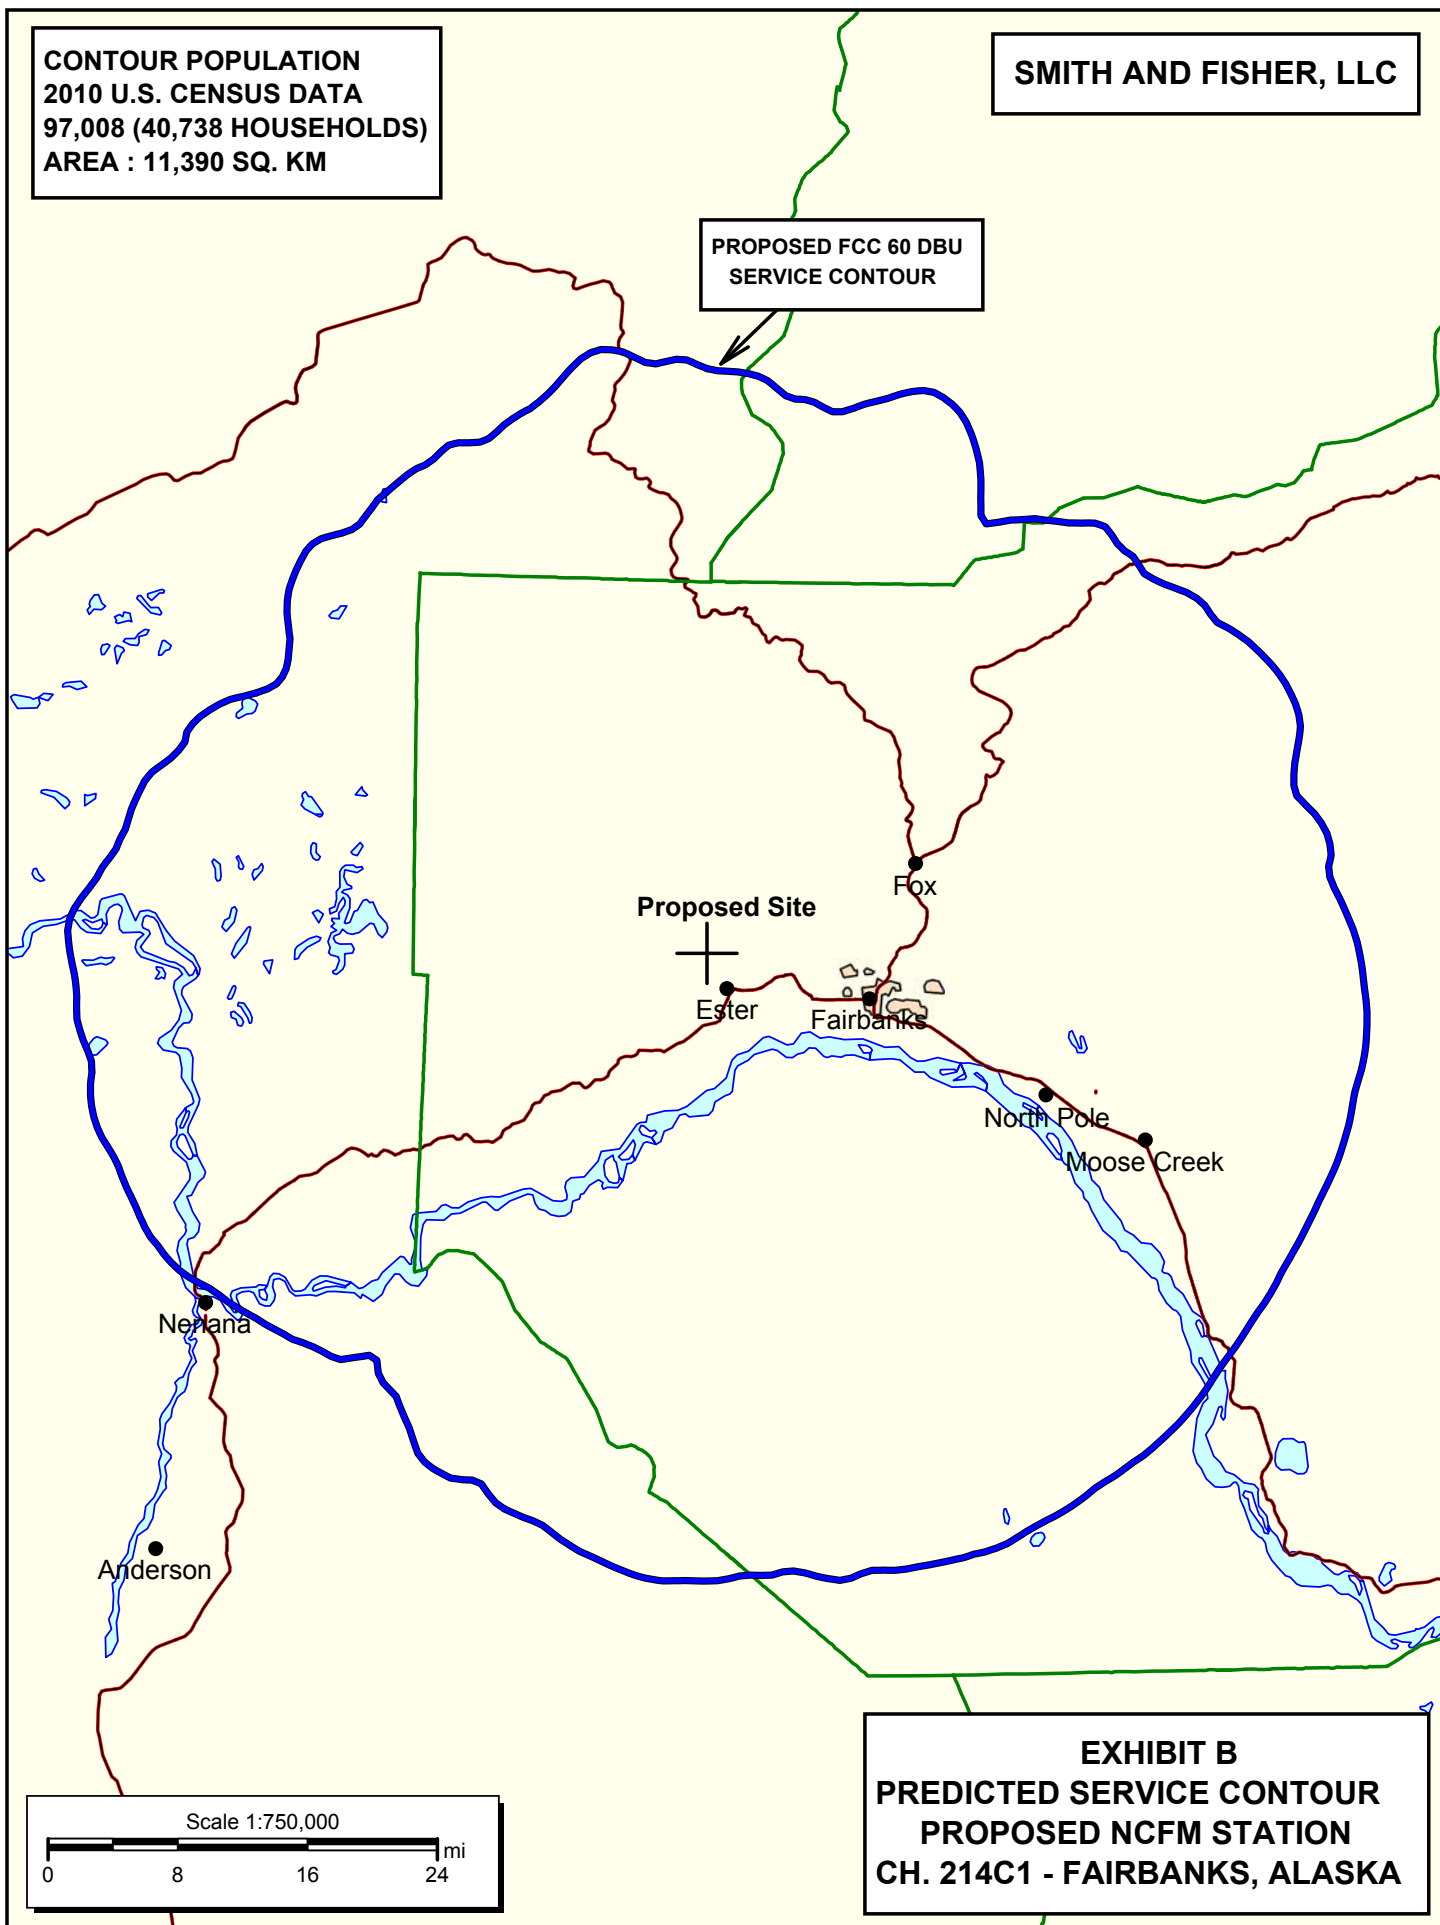 CONTOUR POPULATION
2010 U.S. CENSUS DATA
97,008 (40,738 HOUSEHOLDS)
AREA : 11,390 SQ. KM
SMITH AND FISHER, LLC
PROPOSED FCC 60 DBU
SERVICE CONTOUR
Fox
Proposed Site
Ester
Fairbanks
North Pole
Moose Creek
Nenana
Anderson
EXHIBIT B
PREDICTED SERVICE CONTOUR
PROPOSED NCFM STATION
CH. 214C1 - FAIRBANKS, ALASKA
Scale 1:750,000
mi
0 8 16 24